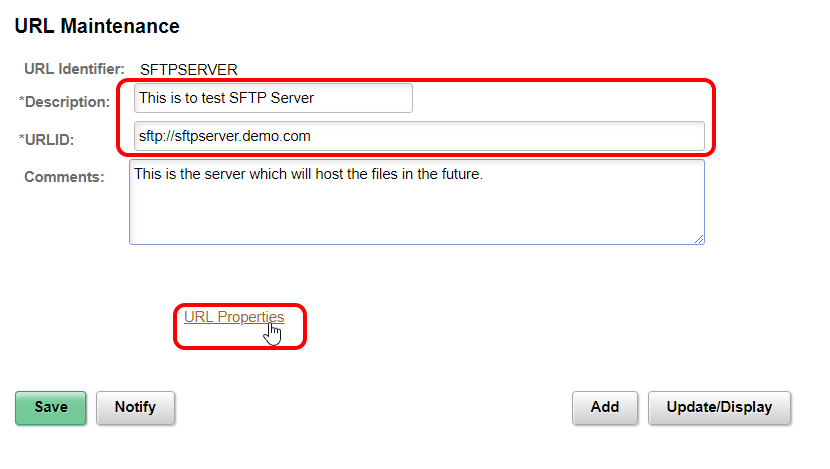 URL Maintenance
URL Identifier: SFTPSERVER
*Description: This is to test SFTP Server
*URLID: sftp://sftpserver.demo.com
Comments: This is the server which will host the files in the future.
URL Properties
Save Notify Add Update/Display